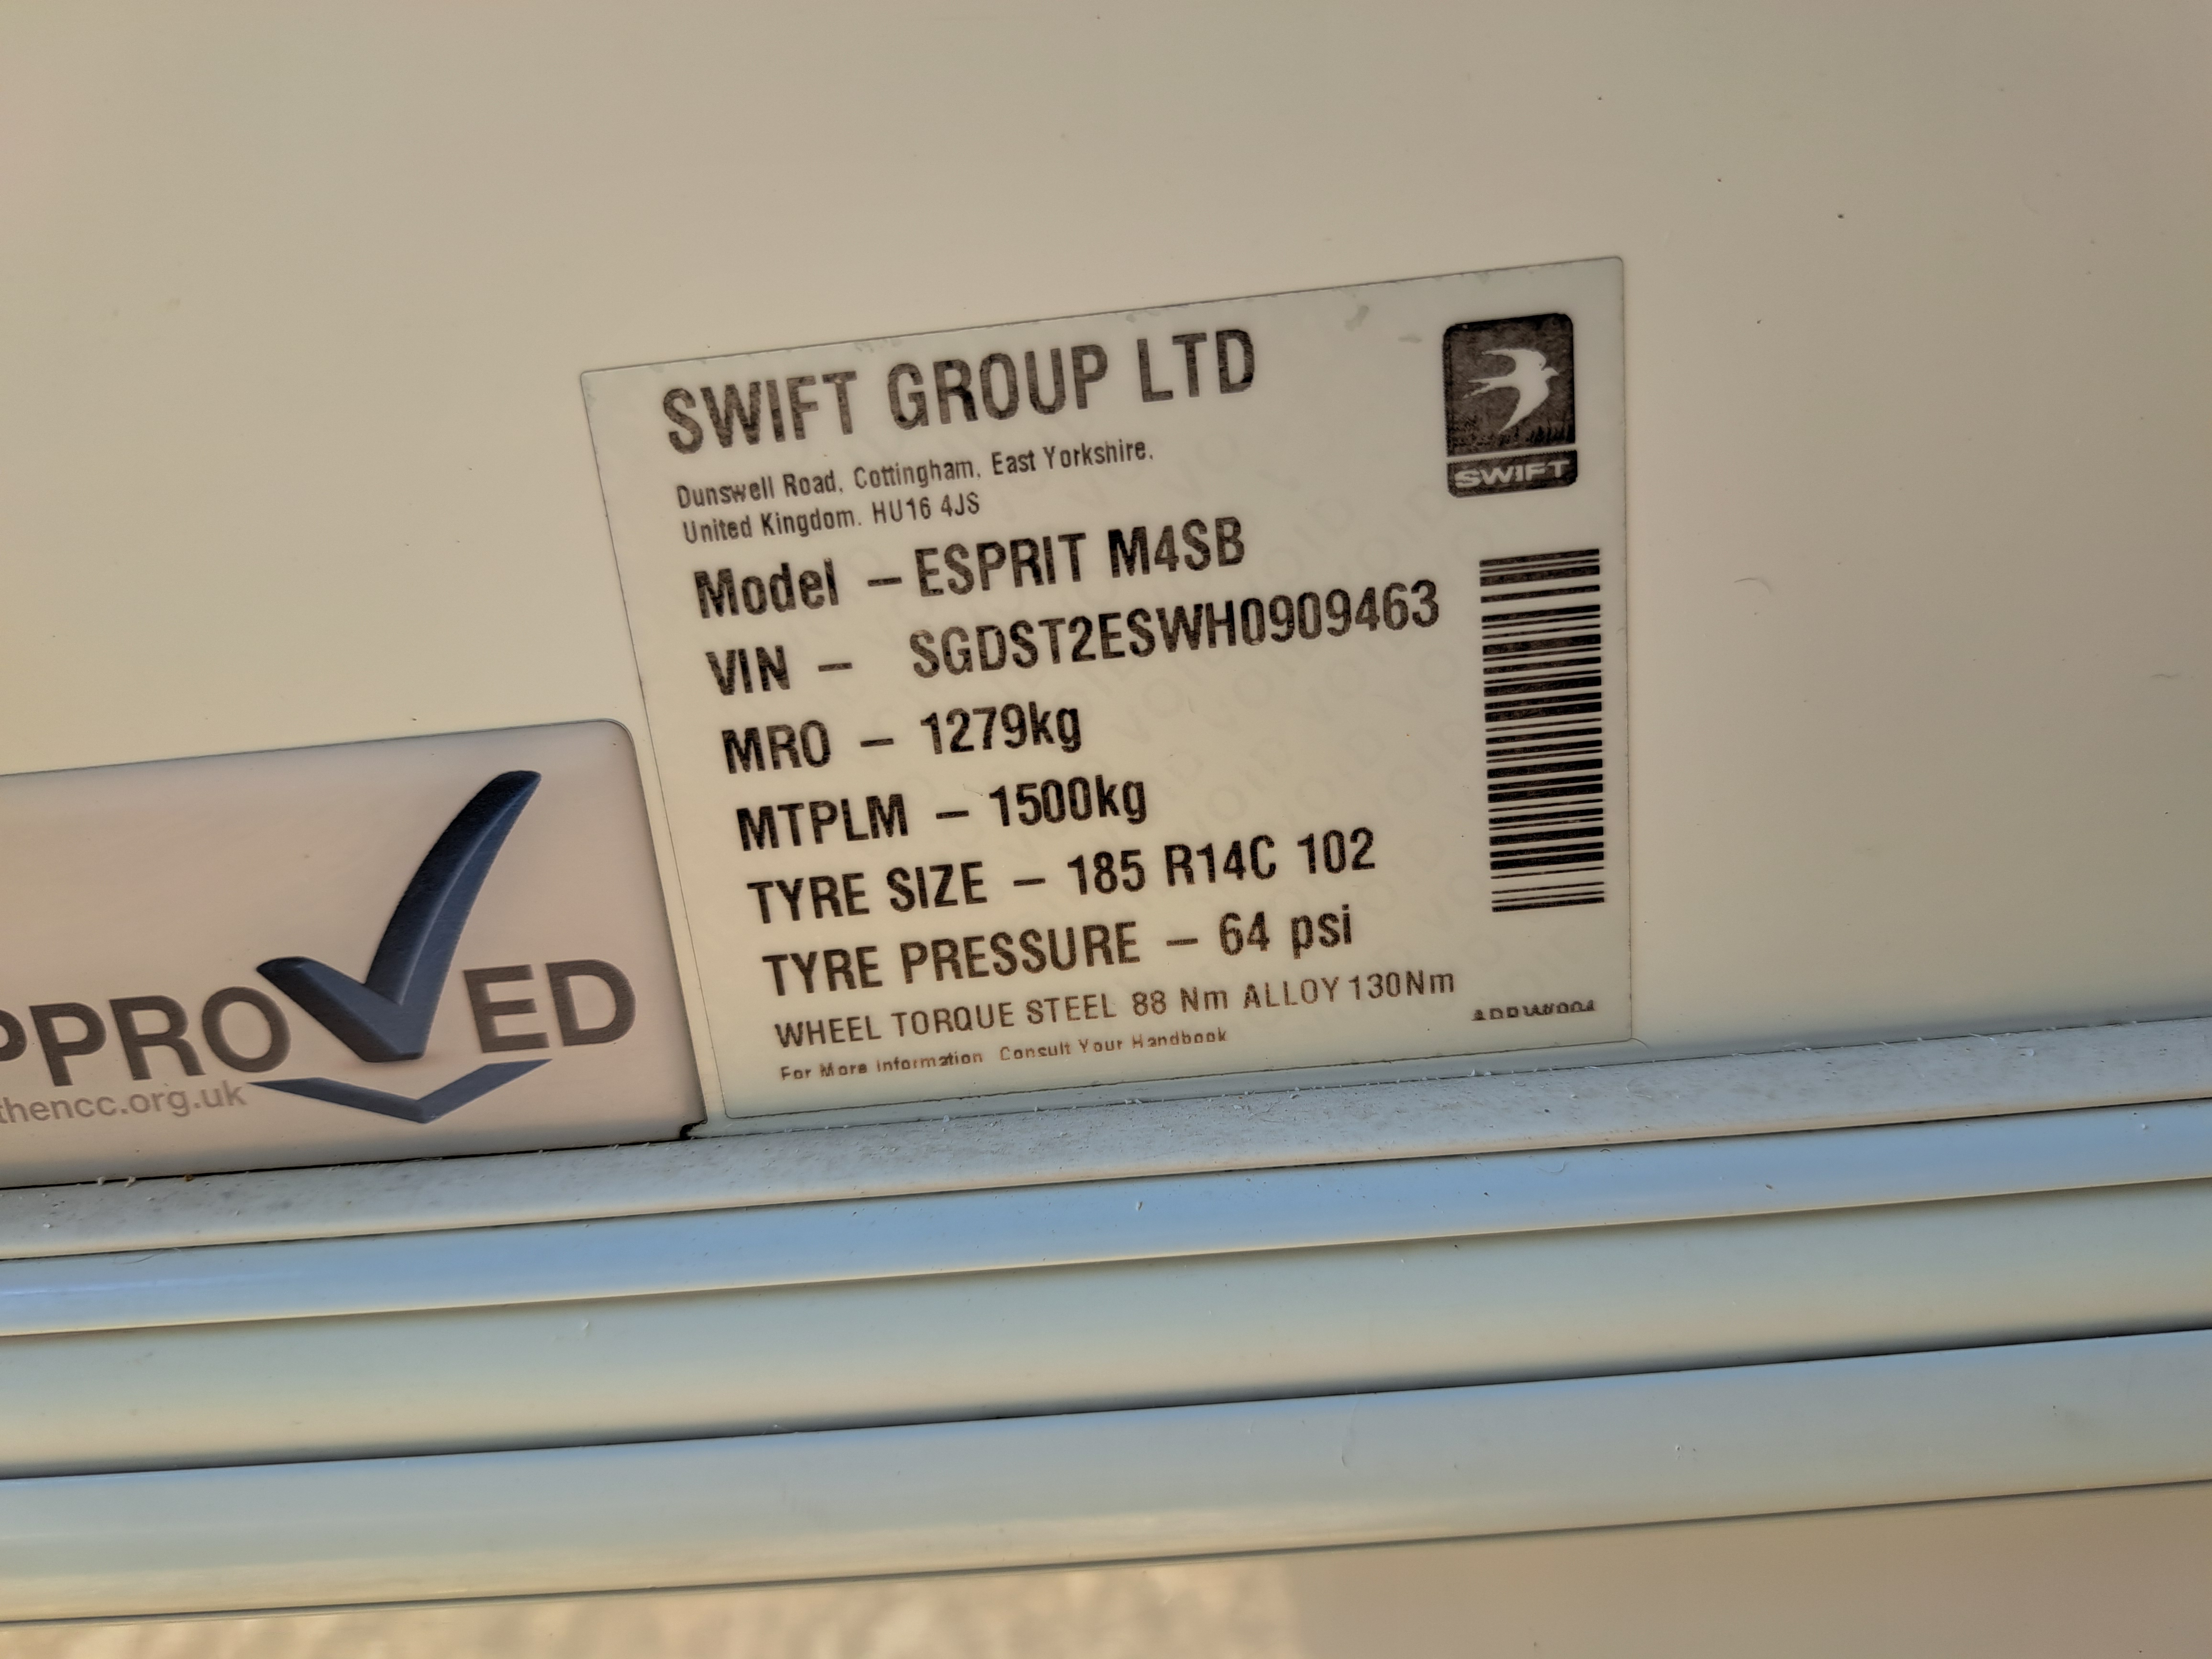 SWIFT GROUP LTD
Dunswell Road, Cottingham, East Yorkshire,
United Kingdom. HU16 4JS
SWIFT
Model – ESPRIT M4SB
VIN – SGDST2ESWH0909463
MRO – 1279kg
MTPLM – 1500kg
TYRE SIZE – 185 R14C 102
TYRE PRESSURE – 64 psi
WHEEL TORQUE STEEL 88 Nm ALLOY 130Nm
For More Information Consult Your Handbook
PPROVED
thencc.org.uk